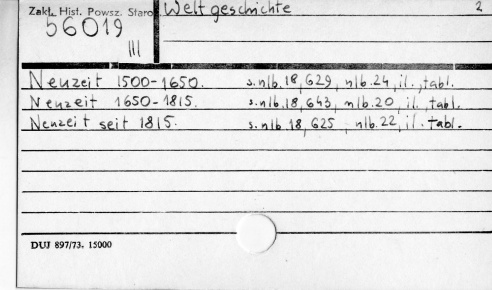 Zakł. Hist. Powsz. Staro
Weltgeschichte 2
56019
III
Neuzeit 1500-1650. s. nlb. 18, 629, nlb. 24, il., tabl.
Neuzeit 1650-1815. s. nlb. 18, 643, nlb. 20, il., tabl.
Neuzeit seit 1815. s. nlb 18, 625, nlb. 22, il. tabl.
DUJ 897/73. 15000